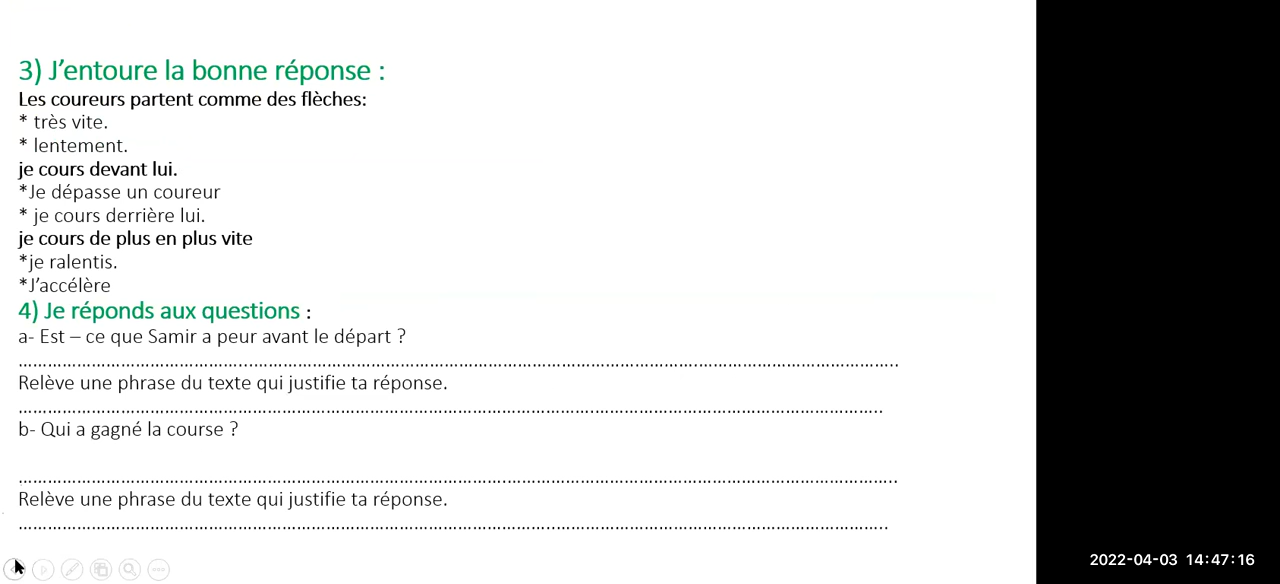 3) J’entoure la bonne réponse :
Les coureurs partent comme des flèches:
* très vite.
* lentement.
je cours devant lui.
*Je dépasse un coureur
* je cours derrière lui.
je cours de plus en plus vite
*je ralentis.
*J’accélère
4) Je réponds aux questions :
a- Est – ce que Samir a peur avant le départ ?
………………………………………………………………………………………………………………………………
Relève une phrase du texte qui justifie ta réponse.
………………………………………………………………………………………………………………………………
b- Qui a gagné la course ?
………………………………………………………………………………………………………………………………
Relève une phrase du texte qui justifie ta réponse.
………………………………………………………………………………………………………………………………
2022-04-03 14:47:16